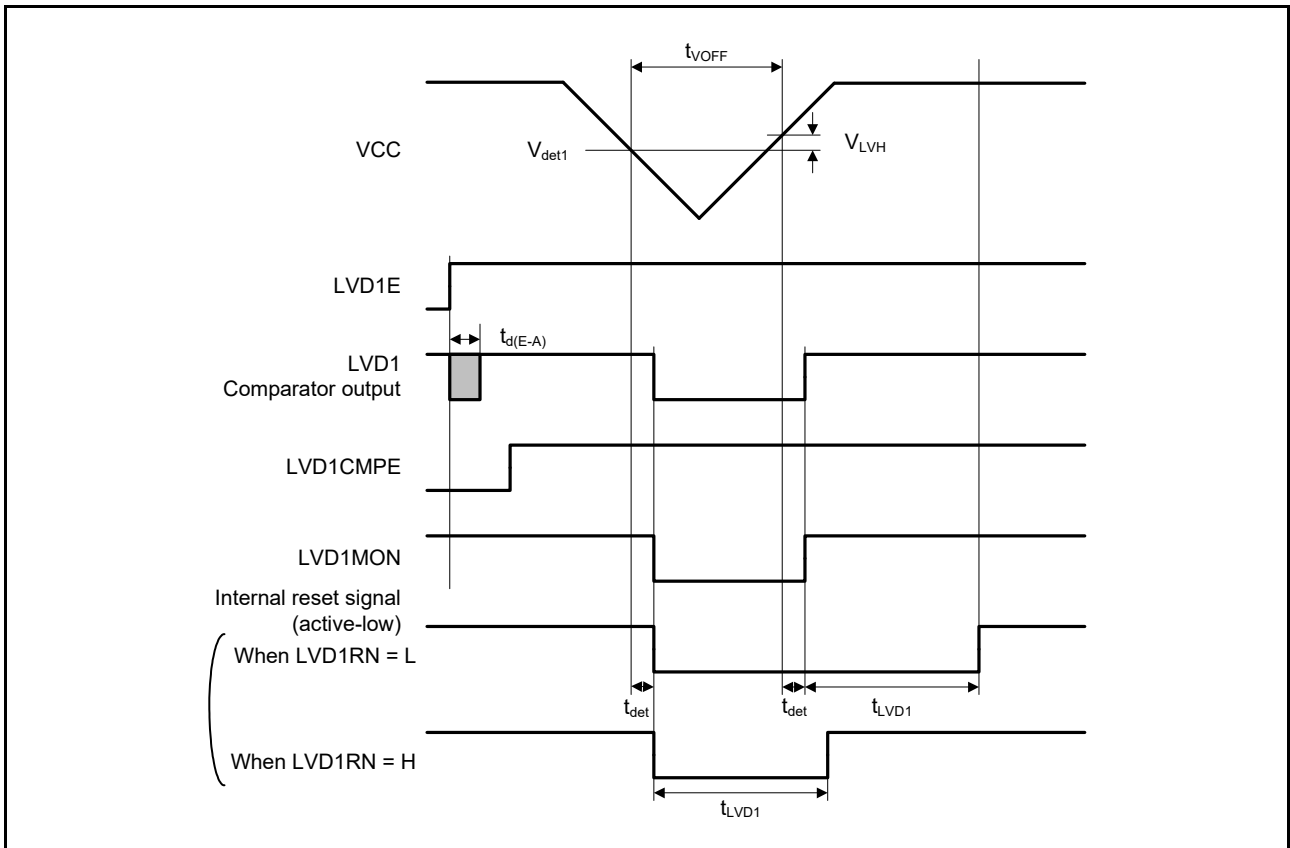 tVOFF
VCC
Vdet1
VLVH
LVD1E
td(E-A)
LVD1
Comparator output
LVD1CMPE
LVD1MON
Internal reset signal
(active-low)
When LVD1RN = L
tdet
tdet
tLVD1
When LVD1RN = H
tLVD1